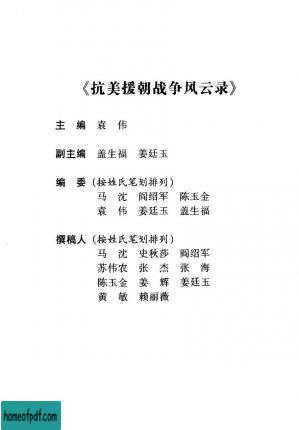 《抗美援朝战争风云录》
主 编 袁 伟
副主编 盖生福 姜廷玉
编 委 (按姓氏笔划排列)
马 沈 阎绍军 陈玉金
袁 伟 姜廷玉 盖生福
撰稿人 (按姓氏笔划排列)
马 沈 史秋莎 阎绍军
苏伟农 张 杰 张 海
陈玉金 姜 辉 姜廷玉
黄 敏 赖丽薇
homeofpdf.com